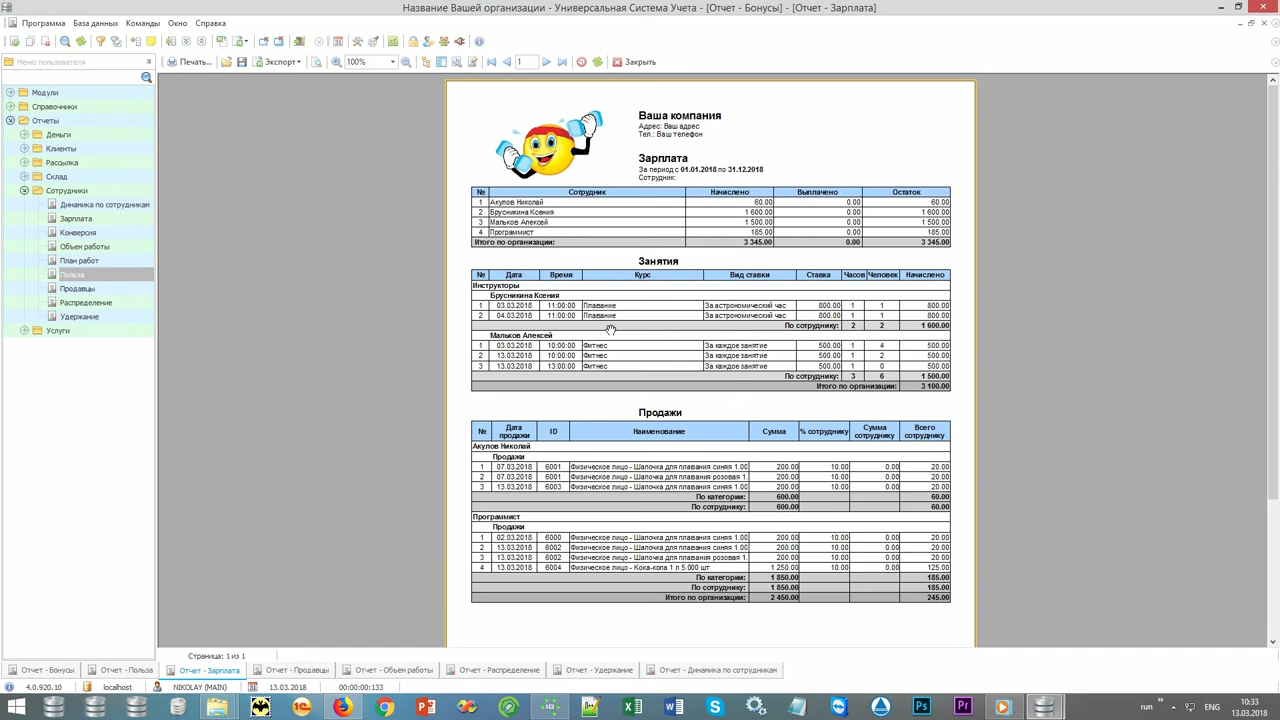 Название Вашей организации - Универсальная Система Учета - [Отчет - Бонусы] - [Отчет - Зарплата]
Программа База данных Команды Окно Справка
Меню пользователя
Печать... Экспорт 100% 1 Закрыть
Модули
Справочники
Отчеты
Деньги
Клиенты
Рассылка
Склад
Сотрудники
Динамика по сотрудникам
Зарплата
Конверсия
Объем работы
План работ
Польза
Продавцы
Распределение
Удержание
Услуги
Ваша компания
Адрес: Ваш адрес
Тел.: Ваш телефон
Зарплата
За период с 01.01.2018 по 31.12.2018
Сотрудник:
№ Сотрудник Начислено Выплачено Остаток
1 Акулов Николай 60.00 0.00 60.00
2 Брусникина Ксения 1 600.00 0.00 1 600.00
3 Мальков Алексей 1 500.00 0.00 1 500.00
4 Программист 185.00 0.00 185.00
Итого по организации: 3 345.00 0.00 3 345.00
Занятия
№ Дата Время Курс Вид ставки Ставка Часов Человек Начислено
Инструкторы
Брусникина Ксения
1 03.03.2018 11:00:00 Плавание За астрономический час 800.00 1 1 800.00
2 04.03.2018 11:00:00 Плавание За астрономический час 800.00 1 1 800.00
По сотруднику: 2 2 1 600.00
Мальков Алексей
1 03.03.2018 10:00:00 Фитнес За каждое занятие 500.00 1 4 500.00
2 13.03.2018 10:00:00 Фитнес За каждое занятие 500.00 1 2 500.00
3 13.03.2018 13:00:00 Фитнес За каждое занятие 500.00 1 0 500.00
По сотруднику: 3 6 1 500.00
Итого по организации: 3 100.00
Продажи
№ Дата продажи ID Наименование Сумма % сотруднику Сумма сотруднику Всего сотруднику
Акулов Николай
Продажи
1 07.03.2018 6001 Физическое лицо - Шапочка для плавания синяя 1.00 200.00 10.00 0.00 20.00
2 07.03.2018 6001 Физическое лицо - Шапочка для плавания розовая 1. 200.00 10.00 0.00 20.00
3 13.03.2018 6003 Физическое лицо - Шапочка для плавания синяя 1.00 200.00 10.00 0.00 20.00
По категории: 600.00 60.00
По сотруднику: 600.00 60.00
Программист
Продажи
1 02.03.2018 6000 Физическое лицо - Шапочка для плавания синяя 1.00 200.00 10.00 0.00 20.00
2 13.03.2018 6002 Физическое лицо - Шапочка для плавания синяя 1.00 200.00 10.00 0.00 20.00
3 13.03.2018 6002 Физическое лицо - Шапочка для плавания розовая 1. 200.00 10.00 0.00 20.00
4 13.03.2018 6004 Физическое лицо - Кока-кола 1 л 5.000 шт 1 250.00 10.00 0.00 125.00
По категории: 1 850.00 185.00
По сотруднику: 1 850.00 185.00
Итого по организации: 2 450.00 245.00
Страница: 1 из 1
Отчет - Бонусы Отчет - Польза Отчет - Зарплата Отчет - Продавцы Отчет - Объем работы Отчет - Распределение Отчет - Удержание Отчет - Динамика по сотрудникам
4.0.920.10 localhost NIKOLAY (MAIN) 13.03.2018 00:00:00:133
run ENG 10:33
13.03.2018